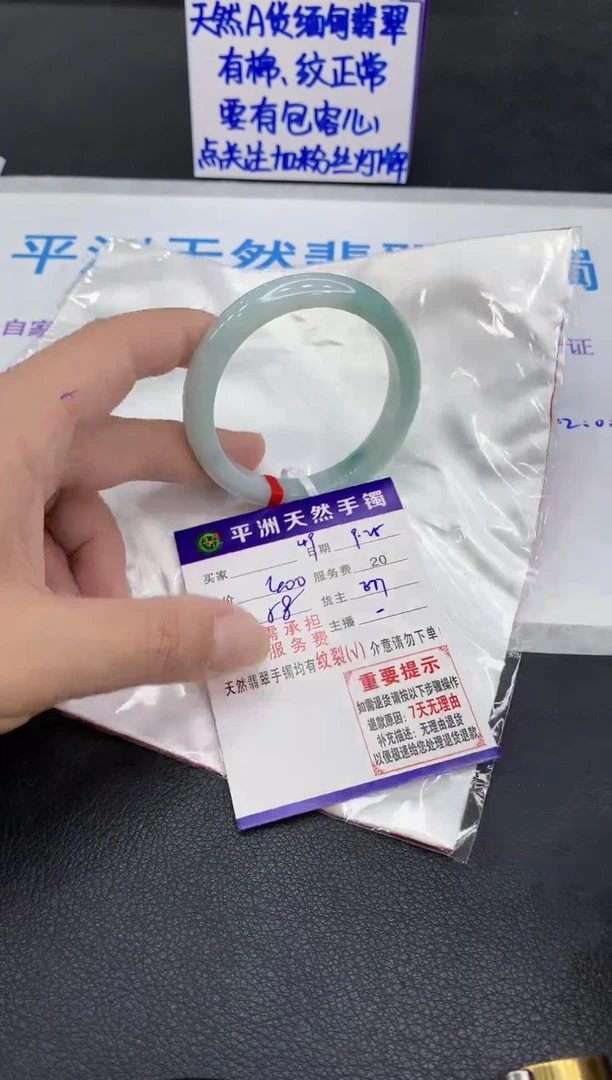 天然A货缅甸翡翠
有棉、纹正常
要有包容心
点关注加粉丝灯牌
平洲天然翡翠手镯
自家
证
平洲天然手镯
49 日期 9.25
买家
价 服务费 20
58 货主
需承担 主播 -
服务费
天然翡翠手镯均有纹裂(√)介意请勿下单
重要提示
如需退货请按以下步骤操作
退款原因:7天无理由
补充描述:无理由退货
以便极速给您处理退货退款